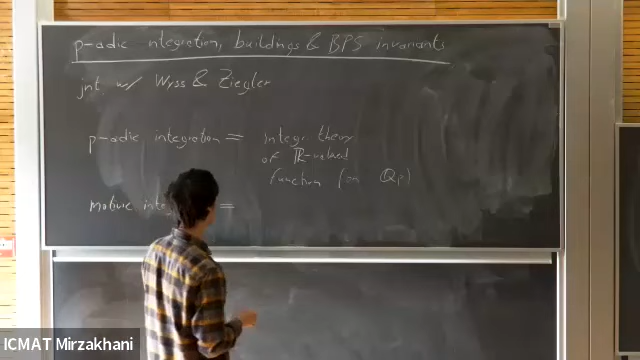 p-adic integration, buildings & BPS invariants
jnt w/ Wyss & Ziegler
p-adic integration = integr. theory
of ℝ-valued
function (on ℚp)
motivic inte =
ICMAT Mirzakhani